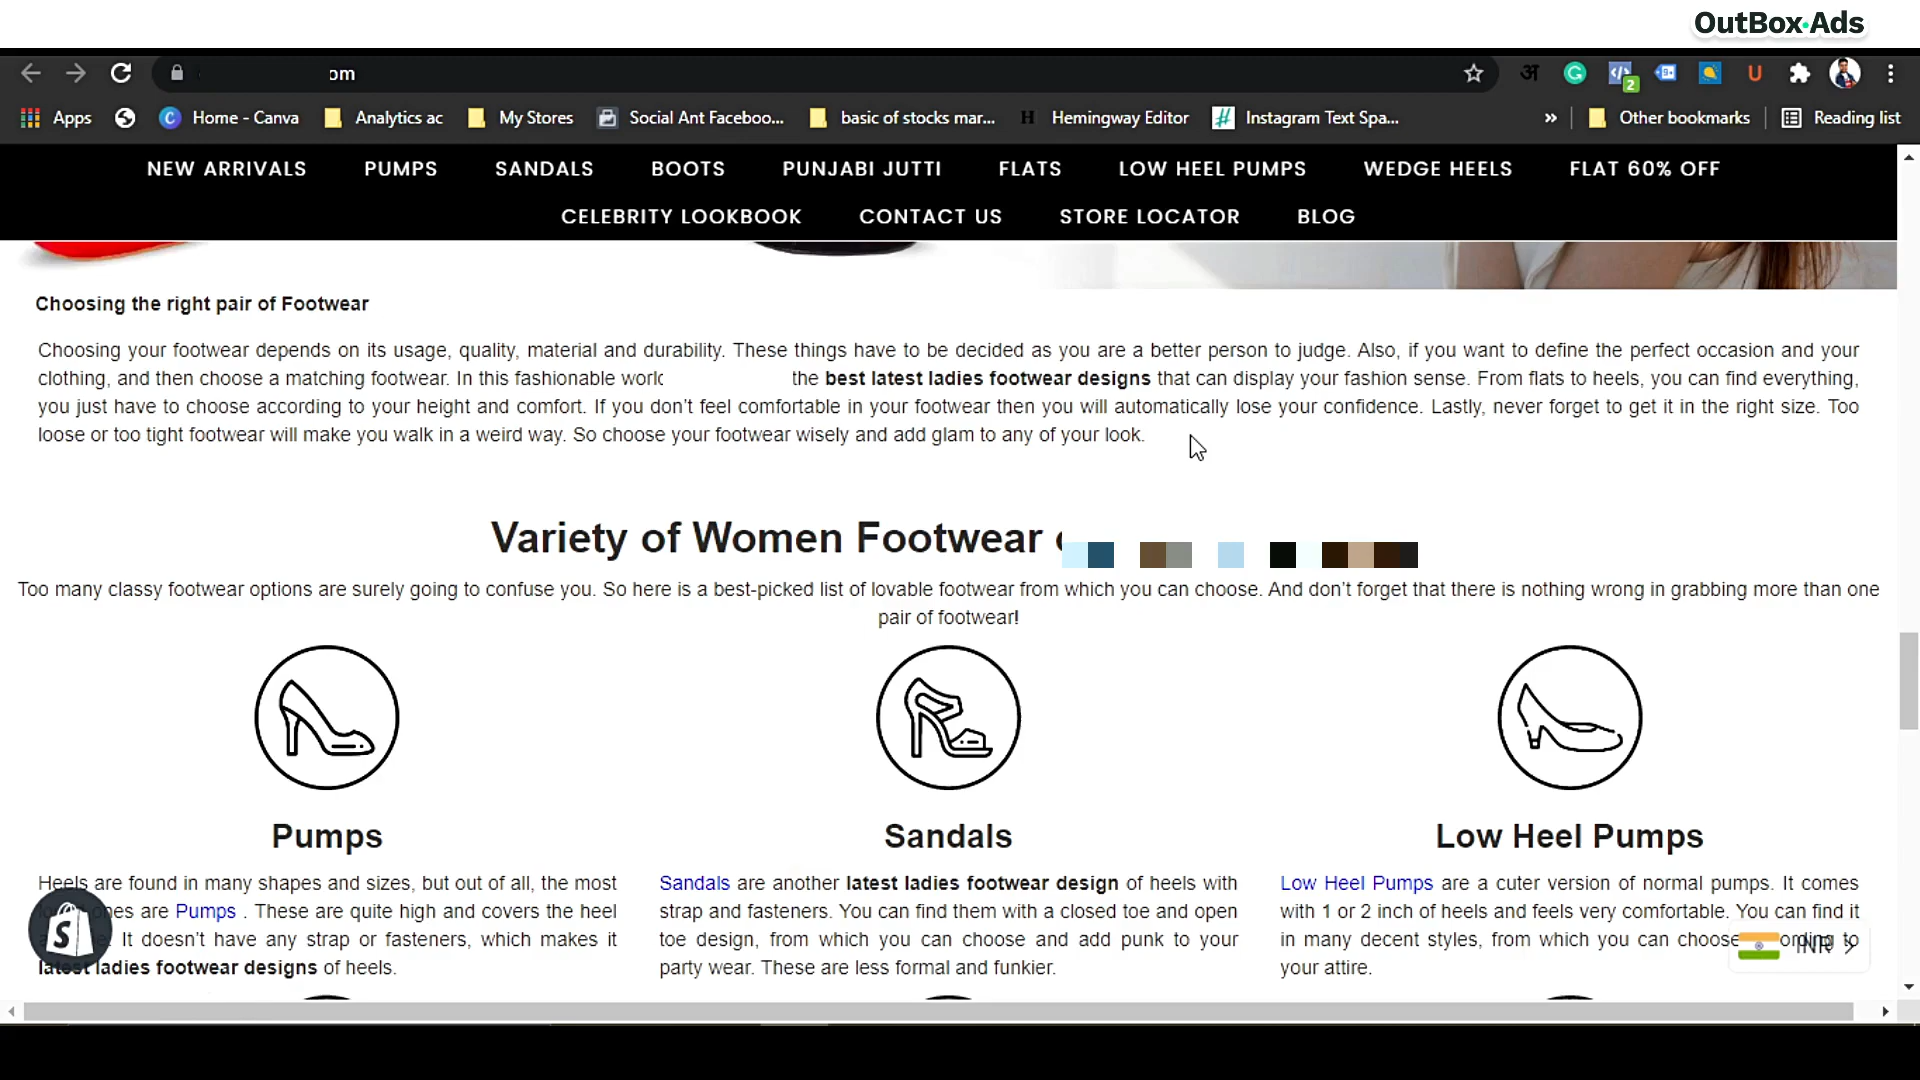 OutBox Ads
om
Apps
Home - Canva
Analytics ac
My Stores
Social Ant Faceboo...
basic of stocks mar...
Hemingway Editor
Instagram Text Spa...
Other bookmarks
Reading list
NEW ARRIVALS PUMPS SANDALS BOOTS PUNJABI JUTTI FLATS LOW HEEL PUMPS WEDGE HEELS FLAT 60% OFF
CELEBRITY LOOKBOOK CONTACT US STORE LOCATOR BLOG
Choosing the right pair of Footwear
Choosing your footwear depends on its usage, quality, material and durability. These things have to be decided as you are a better person to judge. Also, if you want to define the perfect occasion and your
clothing, and then choose a matching footwear. In this fashionable world the best latest ladies footwear designs that can display your fashion sense. From flats to heels, you can find everything,
you just have to choose according to your height and comfort. If you don’t feel comfortable in your footwear then you will automatically lose your confidence. Lastly, never forget to get it in the right size. Too
loose or too tight footwear will make you walk in a weird way. So choose your footwear wisely and add glam to any of your look.
Variety of Women Footwear
Too many classy footwear options are surely going to confuse you. So here is a best-picked list of lovable footwear from which you can choose. And don’t forget that there is nothing wrong in grabbing more than one
pair of footwear!
Pumps
Heels are found in many shapes and sizes, but out of all, the most
ones are Pumps . These are quite high and covers the heel
It doesn’t have any strap or fasteners, which makes it
latest ladies footwear designs of heels.
Sandals
Sandals are another latest ladies footwear design of heels with
strap and fasteners. You can find them with a closed toe and open
toe design, from which you can choose and add punk to your
party wear. These are less formal and funkier.
Low Heel Pumps
Low Heel Pumps are a cuter version of normal pumps. It comes
with 1 or 2 inch of heels and feels very comfortable. You can find it
in many decent styles, from which you can choose according to
your attire.
INR